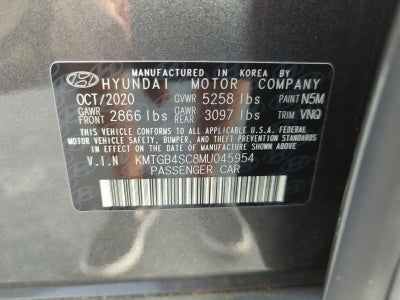 MANUFACTURED IN KOREA BY
HYUNDAI MOTOR COMPANY
OCT/2020 GVWR 5258 lbs PAINT N5M
GAWR FRONT 2866 lbs GAWR REAR 3097 lbs TRIM VNQ
THIS VEHICLE CONFORMS TO ALL APPLICABLE U.S.A. FEDERAL
MOTOR VEHICLE SAFETY, BUMPER, AND THEFT PREVENTION
STANDARDS IN EFFECT ON THE DATE OF MANUFACTURE SHOWN ABOVE.
V.I.N KMTGB4SC8MU045954
PASSENGER CAR